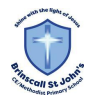 Shine with the light of Jesus
Brinscall St John's
CE/Methodist Primary School